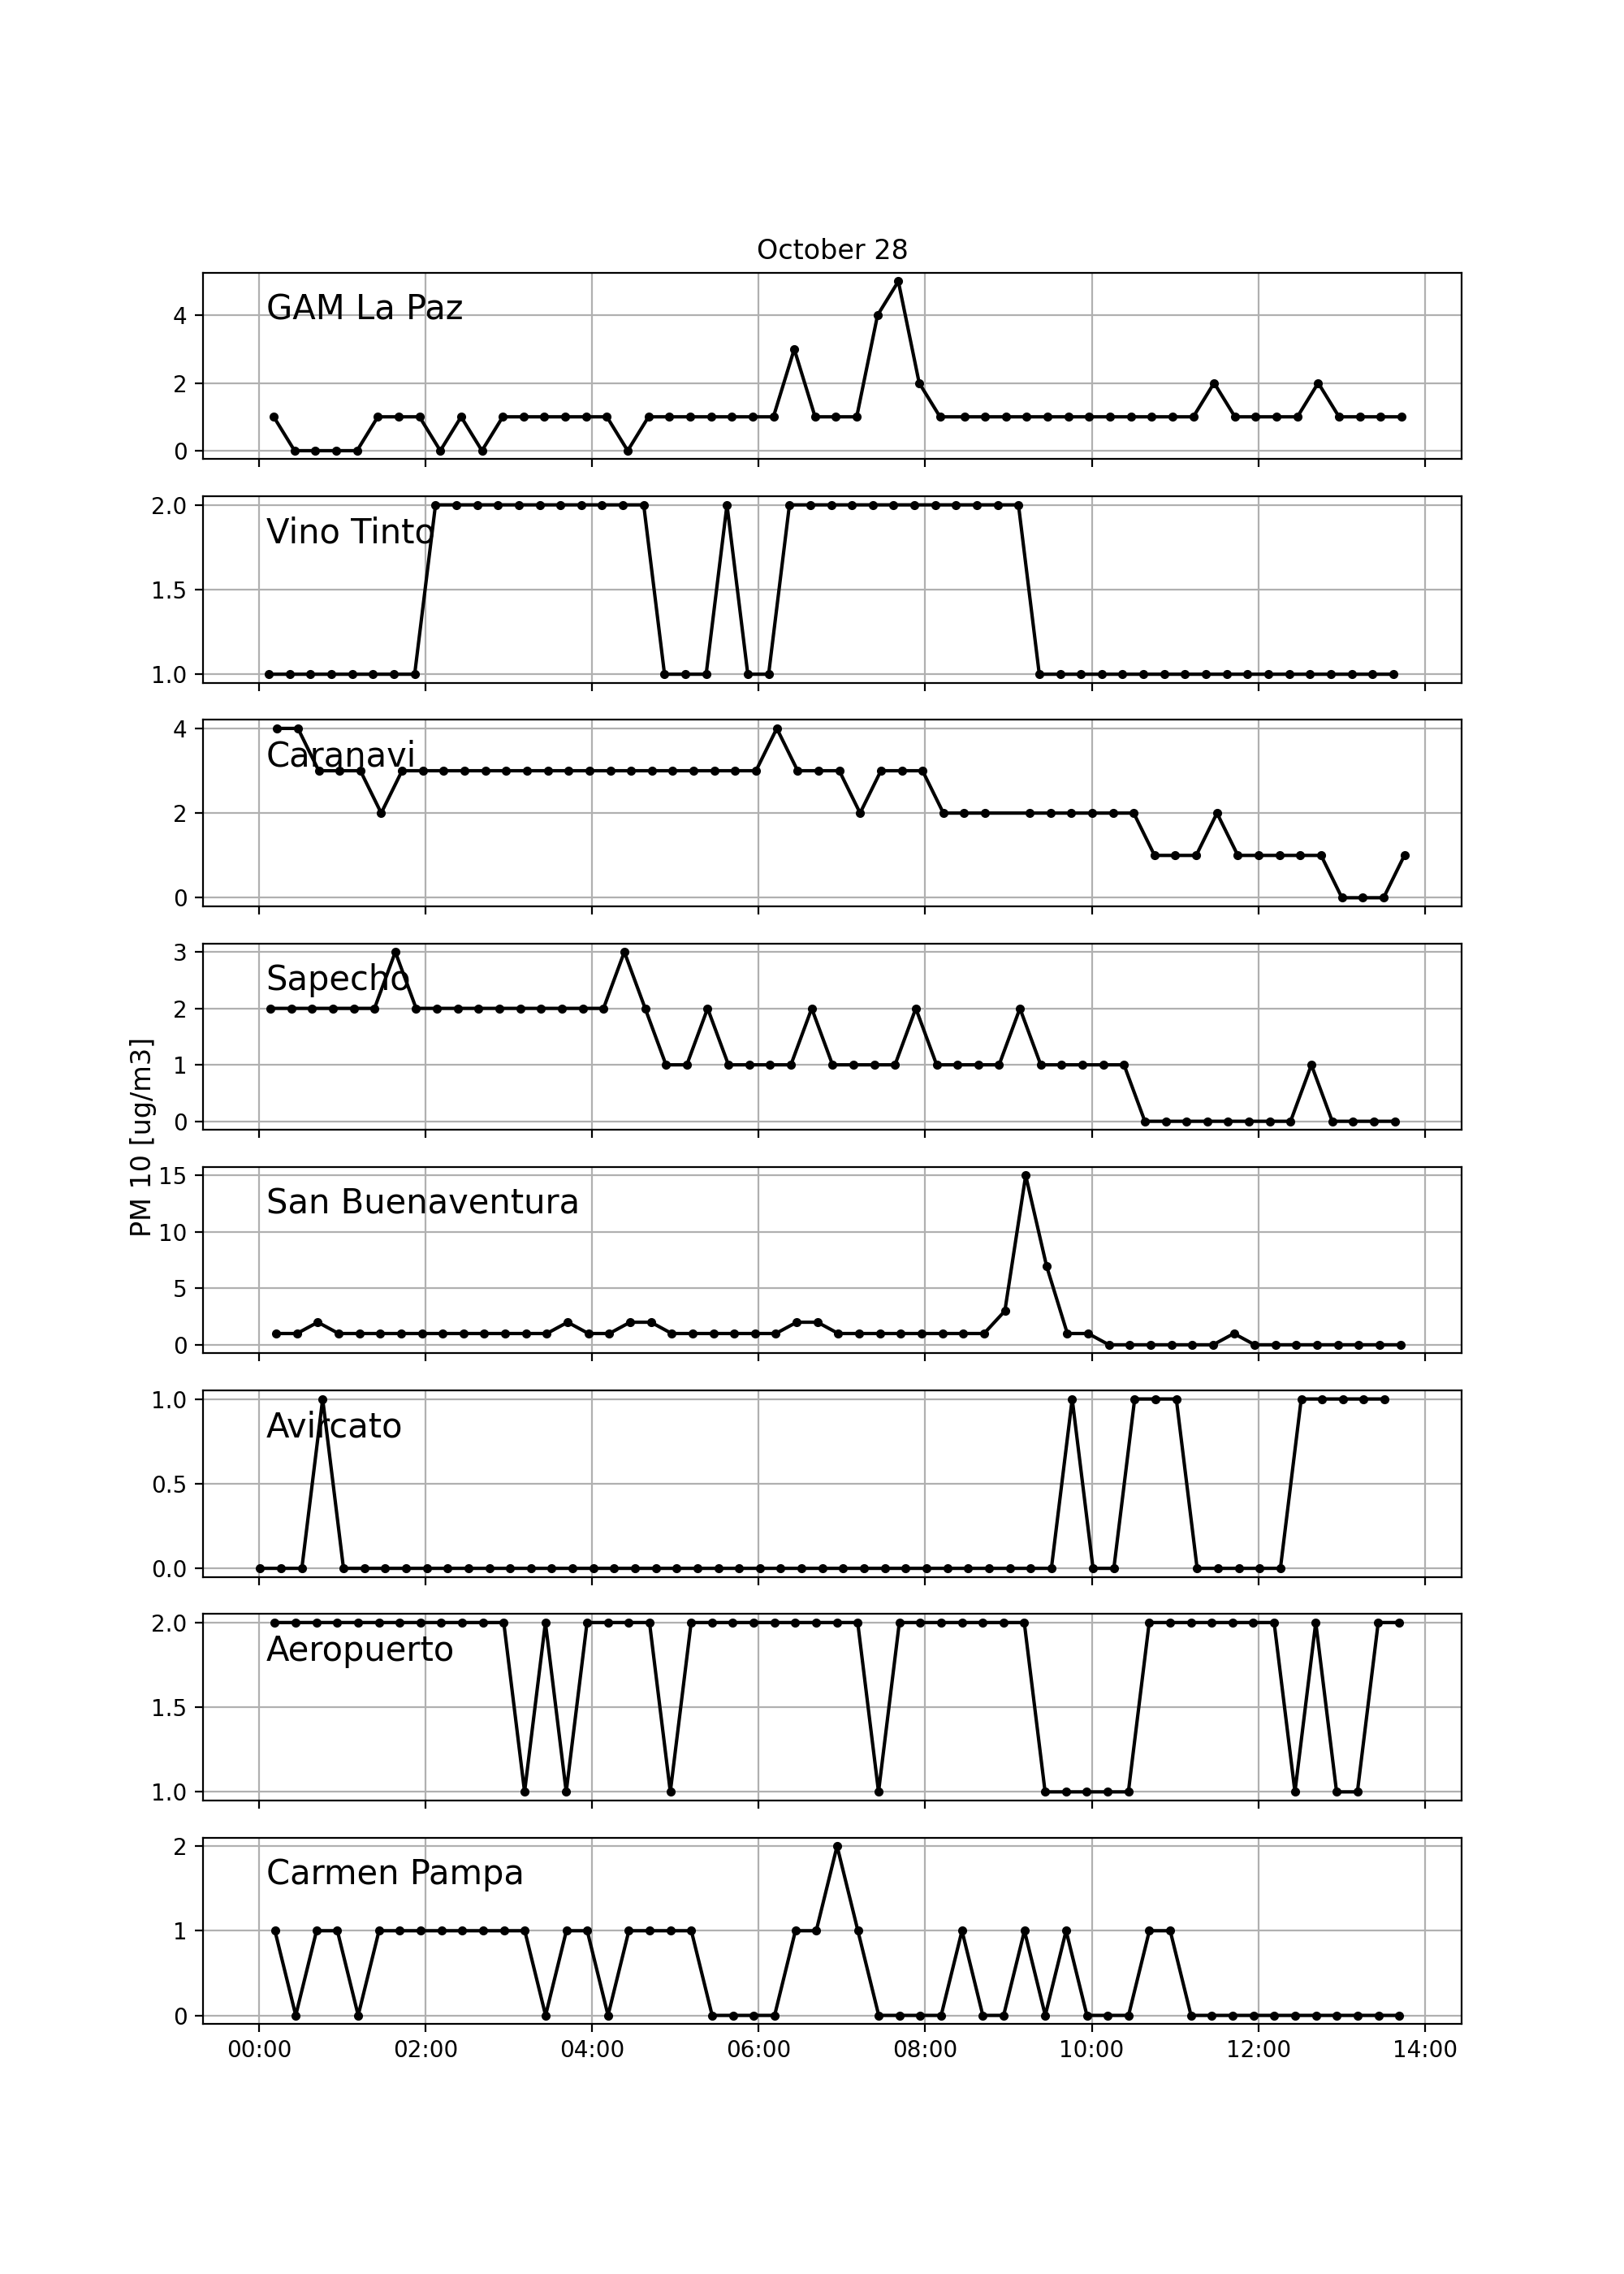 October 28
GAM La Paz
4
2
0
Vino Tinto
2.0
1.5
1.0
Caranavi
4
2
0
Sapecho
3
2
1
0
PM 10 [ug/m3]
San Buenaventura
15
10
5
0
Avircato
1.0
0.5
0.0
Aeropuerto
2.0
1.5
1.0
Carmen Pampa
2
1
0
00:00 02:00 04:00 06:00 08:00 10:00 12:00 14:00